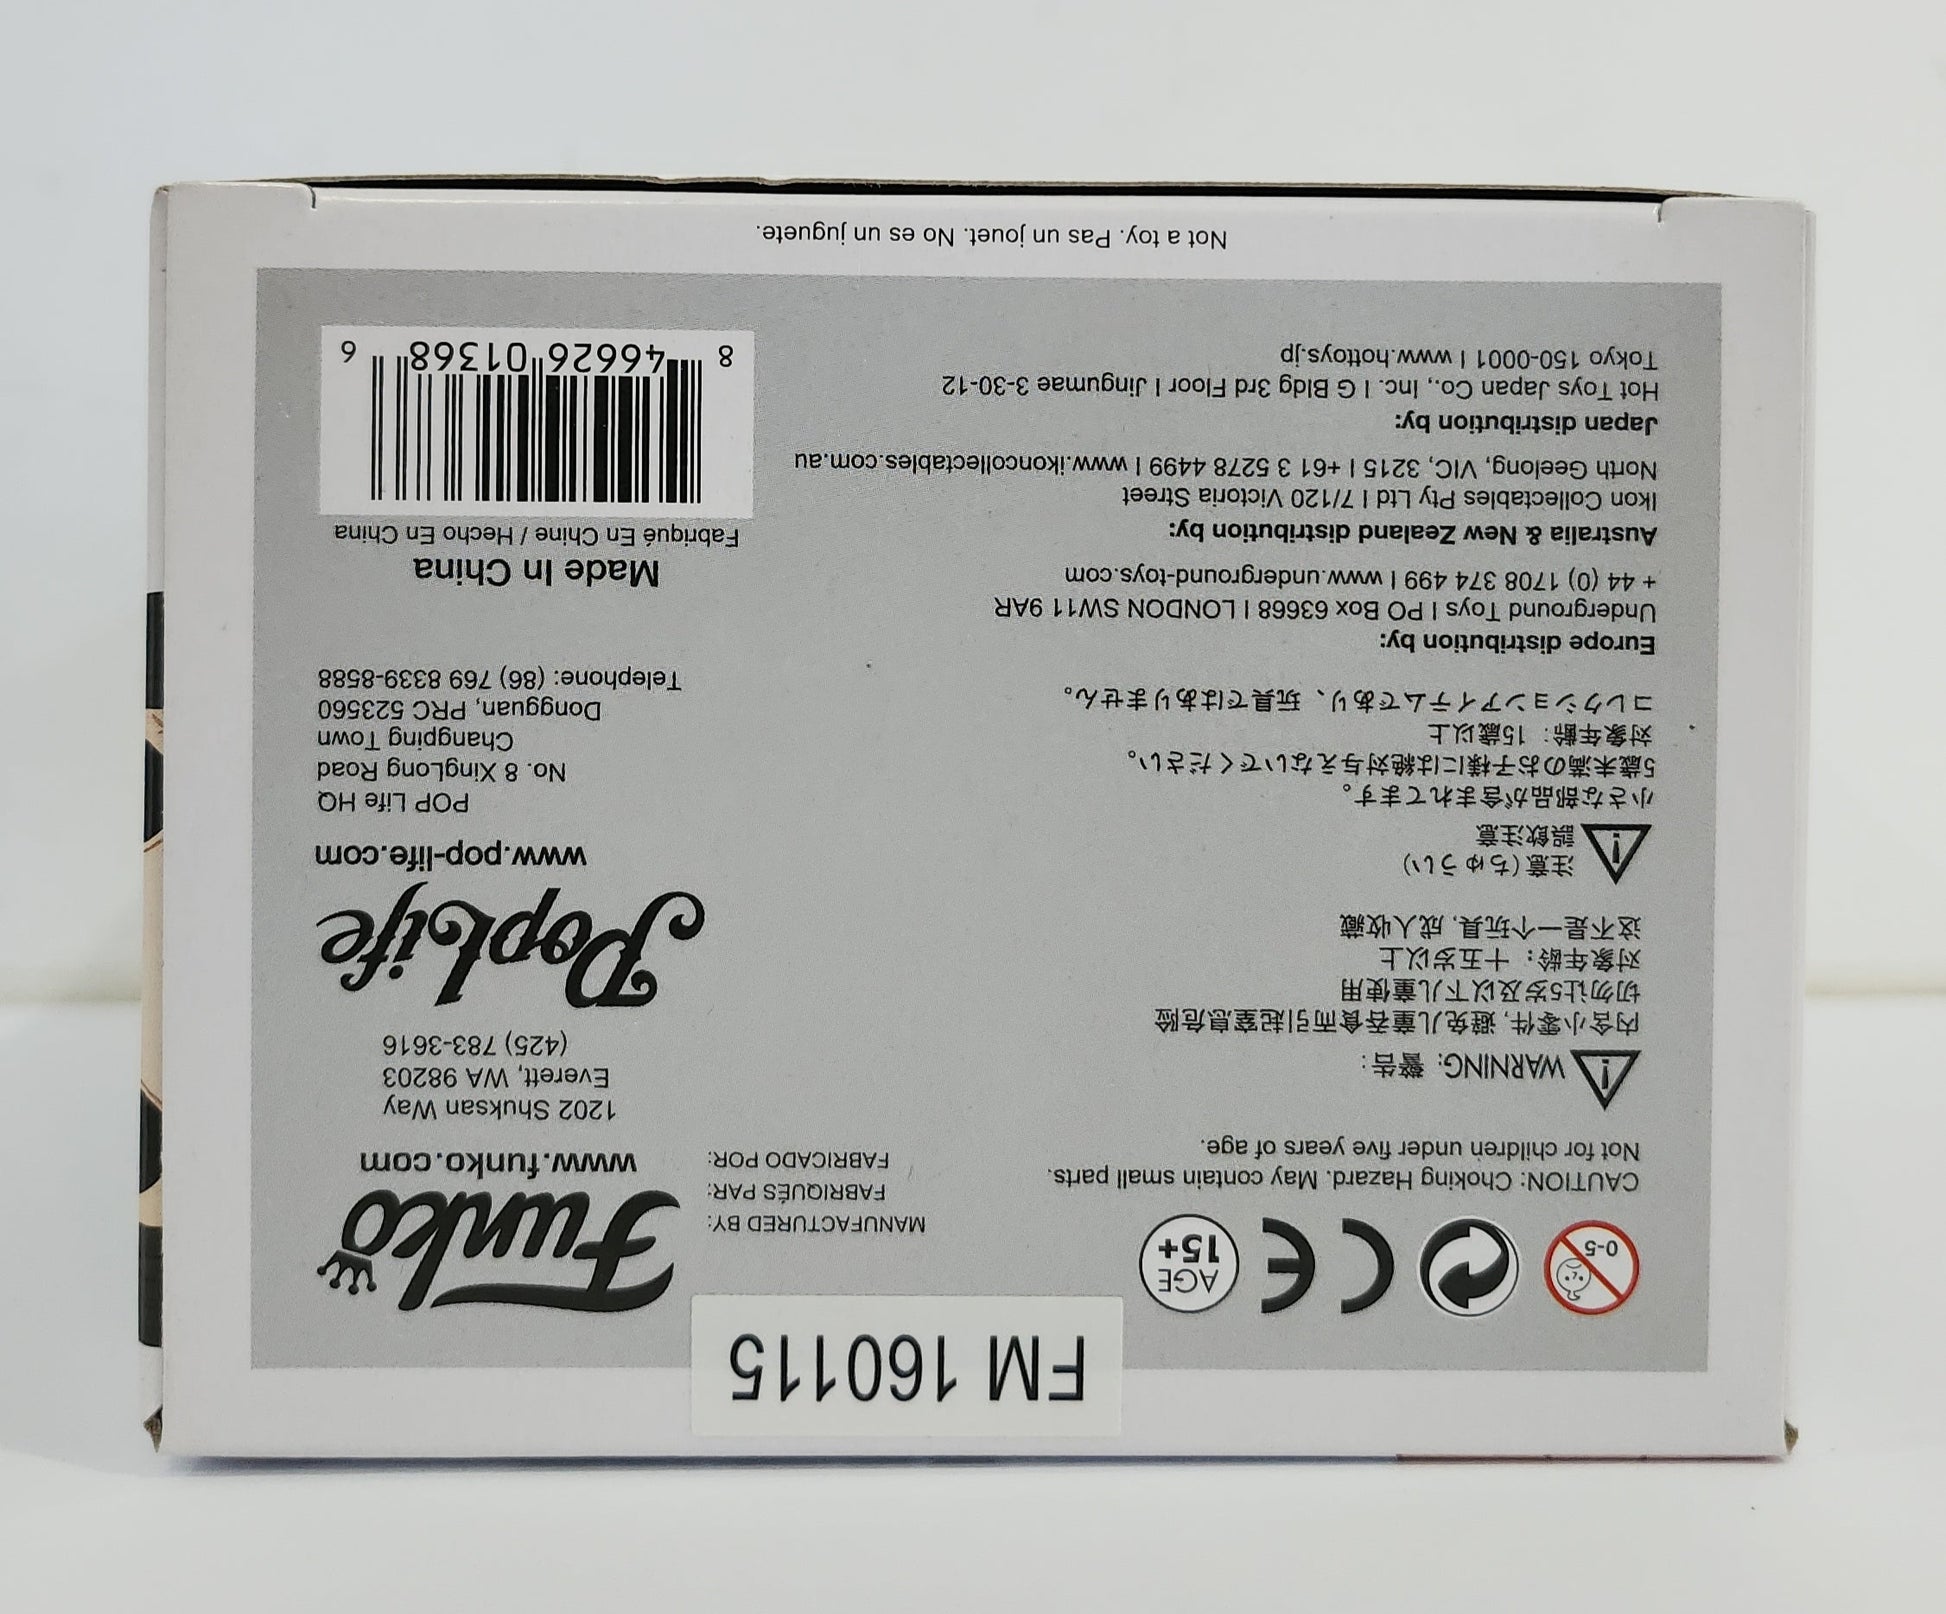 FM 160115
0-5
AGE
15+
CE
CAUTION: Choking Hazard. May contain small parts.
Not for children under five years of age.
WARNING: 警告:
内含小零件, 避免儿童吞食而引起窒息危险
切勿让5岁及以下儿童使用
对象年龄: 十五岁以上
这不是一个玩具, 成人收藏
注意(ちゅうい)
誤飲注意
小さな部品が含まれてます。
5歳未満のお子様には絶対与えないでください。
対象年齢: 15歳以上
コレクションアイテムであり、玩具ではありません。
Europe distribution by:
Underground Toys | PO Box 63668 | LONDON SW11 9AR
+ 44 (0) 1708 374 499 | www.underground-toys.com
Australia & New Zealand distribution by:
Ikon Collectables Pty Ltd | 7/120 Victoria Street
North Geelong, VIC, 3215 | +61 3 5278 4499 | www.ikoncollectables.com.au
Japan distribution by:
Hot Toys Japan Co., Inc. | G Bldg 3rd Floor | Jingumae 3-30-12
Tokyo 150-0001 | www.hottoys.jp
MANUFACTURED BY:
FABRIQUÉS PAR:
FABRICADO POR:
Funko
www.funko.com
1202 Shuksan Way
Everett, WA 98203
(425) 783-3616
PopLife
www.pop-life.com
POP Life HQ
No. 8 XingLong Road
Changping Town
Dongguan, PRC 523560
Telephone: (86) 769 8339-8588
Made In China
Fabriqué En Chine / Hecho En China
8 46626 01368 6
Not a toy. Pas un jouet. No es un juguete.